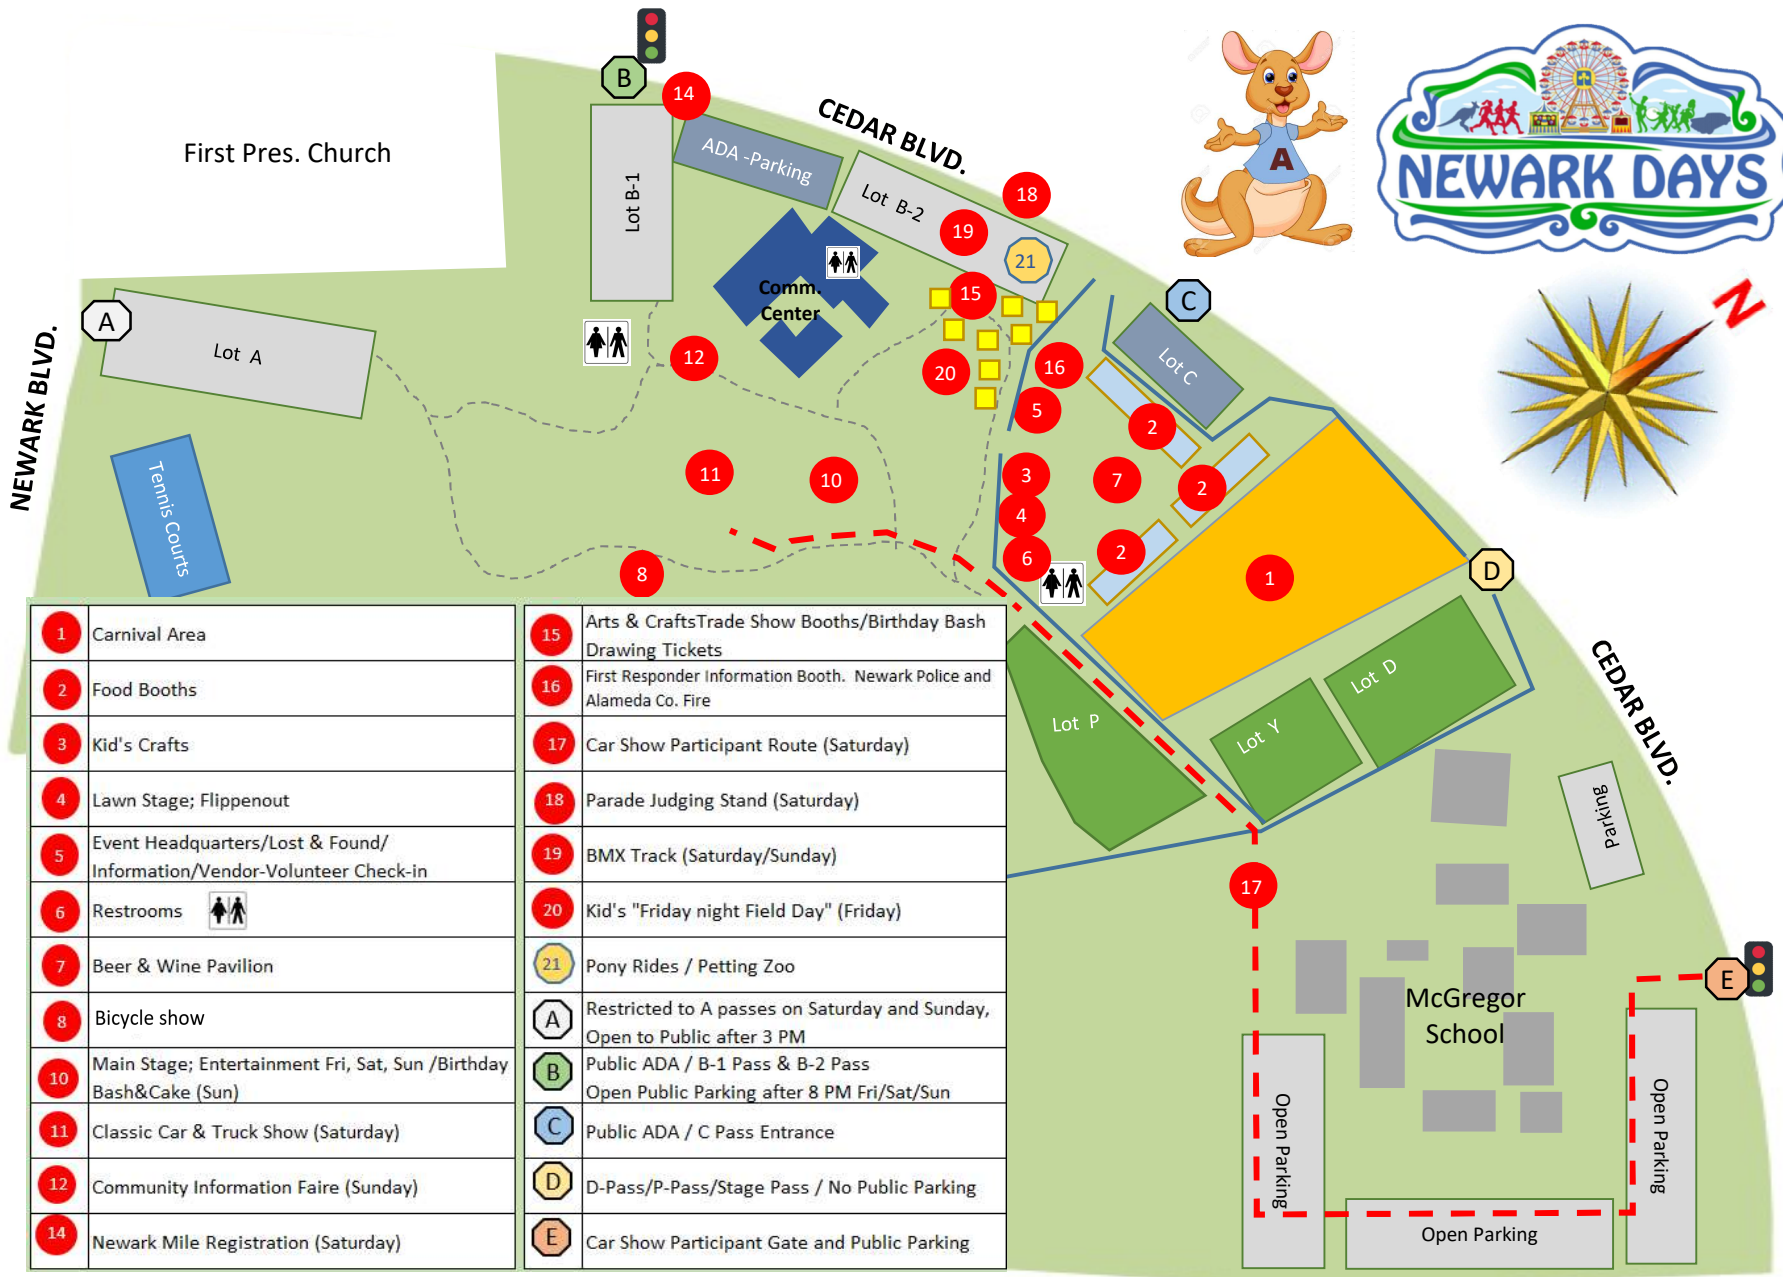 B
14
CEDAR BLVD.
First Pres. Church
ADA -Parking
Lot B-1
Lot B-2
18
19
21
A
NEWARK DAYS
N
Comm.
Center
15
C
A
Lot A
NEWARK BLVD.
12
20
16
Lot C
5
2
Tennis Courts
11
10
3
7
2
4
6
2
8
1
D
CEDAR BLVD.
Lot P
Lot Y
Lot D
Parking
17
E
McGregor
School
Open Parking
Open Parking
Open Parking
1 Carnival Area
2 Food Booths
3 Kid's Crafts
4 Lawn Stage; Flippenout
5 Event Headquarters/Lost & Found/
Information/Vendor-Volunteer Check-in
6 Restrooms
7 Beer & Wine Pavilion
8 Bicycle show
10 Main Stage; Entertainment Fri, Sat, Sun /Birthday
Bash&Cake (Sun)
11 Classic Car & Truck Show (Saturday)
12 Community Information Faire (Sunday)
14 Newark Mile Registration (Saturday)
15 Arts & CraftsTrade Show Booths/Birthday Bash
Drawing Tickets
16 First Responder Information Booth. Newark Police and
Alameda Co. Fire
17 Car Show Participant Route (Saturday)
18 Parade Judging Stand (Saturday)
19 BMX Track (Saturday/Sunday)
20 Kid's "Friday night Field Day" (Friday)
21 Pony Rides / Petting Zoo
A Restricted to A passes on Saturday and Sunday,
Open to Public after 3 PM
B Public ADA / B-1 Pass & B-2 Pass
Open Public Parking after 8 PM Fri/Sat/Sun
C Public ADA / C Pass Entrance
D D-Pass/P-Pass/Stage Pass / No Public Parking
E Car Show Participant Gate and Public Parking